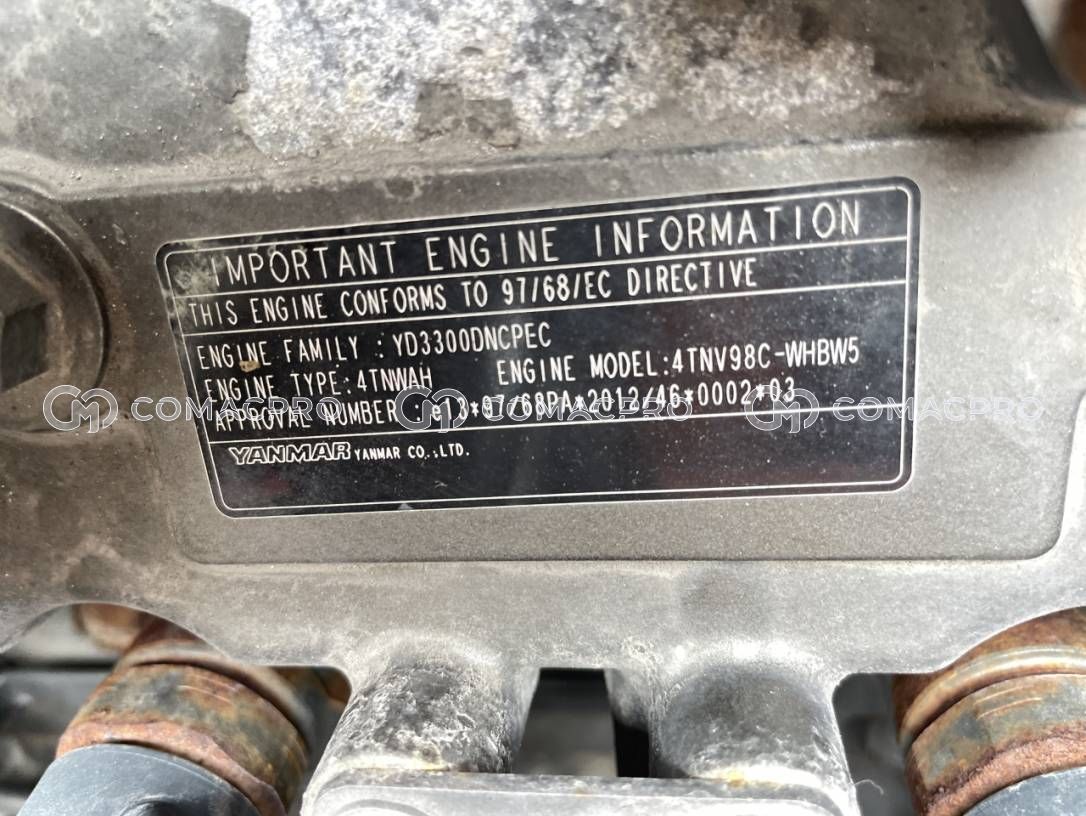 IMPORTANT ENGINE INFORMATION
THIS ENGINE CONFORMS TO 97/68/EC DIRECTIVE
ENGINE FAMILY : YD3300DNCPEC
ENGINE TYPE:4TNWAH ENGINE MODEL:4TNV98C-WHBW5
APPROVAL NUMBER :e13*97/68PA*2012/46*0002*03
YANMAR YANMAR CO.,LTD.
COMACPRO COMACPRO COMACPRO